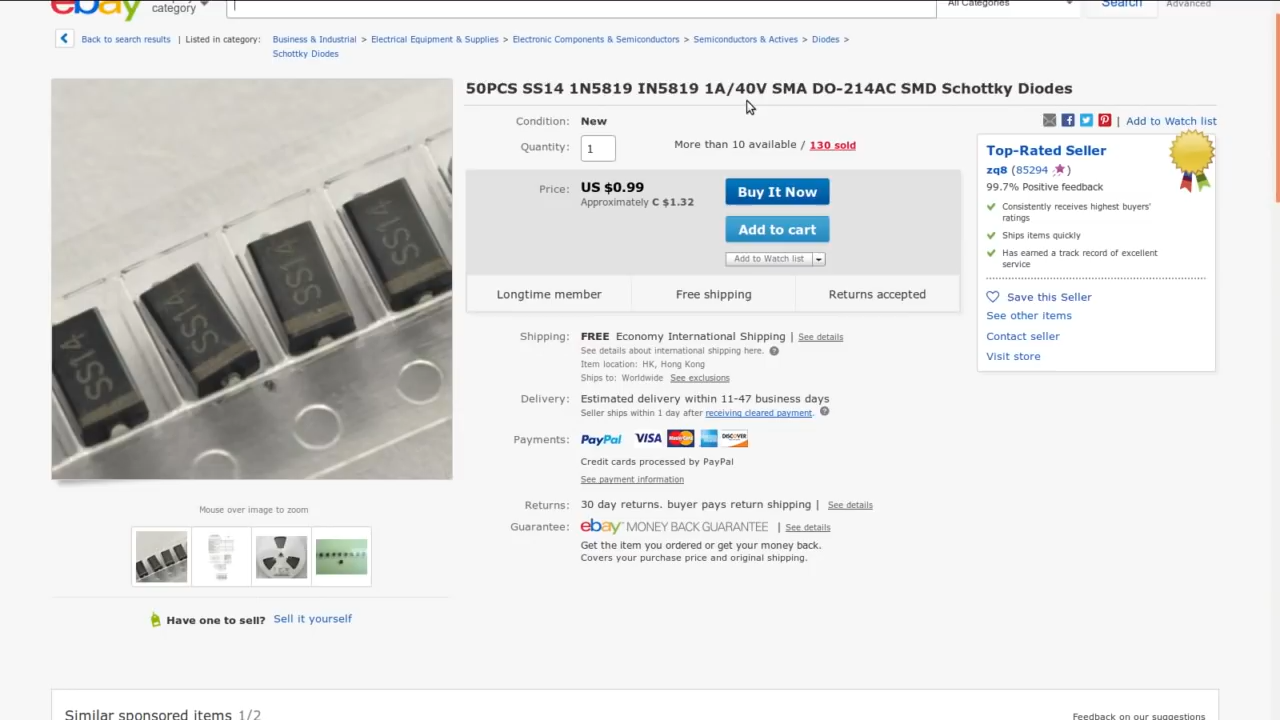 ebay
category
All Categories
Search
Advanced
Back to search results | Listed in category: Business & Industrial > Electrical Equipment & Supplies > Electronic Components & Semiconductors > Semiconductors & Actives > Diodes >
Schottky Diodes
50PCS SS14 1N5819 IN5819 1A/40V SMA DO-214AC SMD Schottky Diodes
Condition: New
Quantity: 1 More than 10 available / 130 sold
Price: US $0.99
Approximately C $1.32
Buy It Now
Add to cart
Add to Watch list
Longtime member Free shipping Returns accepted
Shipping: FREE Economy International Shipping | See details
See details about international shipping here. ?
Item location: HK, Hong Kong
Ships to: Worldwide See exclusions
Delivery: Estimated delivery within 11-47 business days
Seller ships within 1 day after receiving cleared payment. ?
Payments: PayPal VISA MasterCard DISCOVER
Credit cards processed by PayPal
See payment information
Returns: 30 day returns. buyer pays return shipping | See details
Guarantee: ebay MONEY BACK GUARANTEE | See details
Get the item you ordered or get your money back.
Covers your purchase price and original shipping.
| Add to Watch list
Top-Rated Seller
zq8 (85294 )
99.7% Positive feedback
Consistently receives highest buyers'
ratings
Ships items quickly
Has earned a track record of excellent
service
Save this Seller
See other items
Contact seller
Visit store
SS14
SS14
SS14
SS14
Mouse over image to zoom
Have one to sell? Sell it yourself
Similar sponsored items 1/2
Feedback on our suggestions